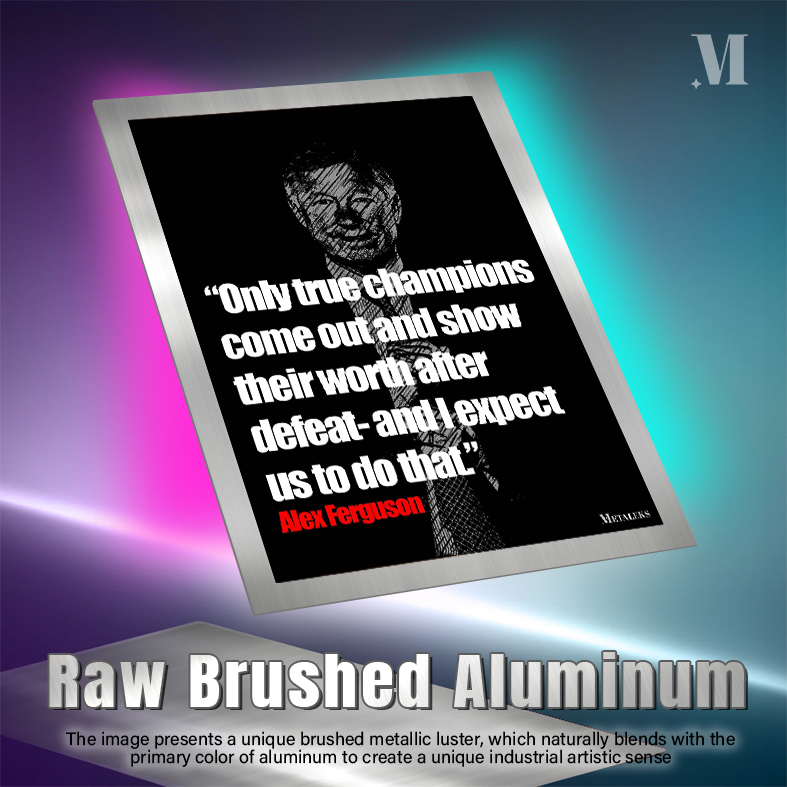 M
“Only true champions
come out and show
their worth after
defeat- and I expect
us to do that.”
Alex Ferguson
METALEKS
Raw Brushed Aluminum
The image presents a unique brushed metallic luster, which naturally blends with the
primary color of aluminum to create a unique industrial artistic sense